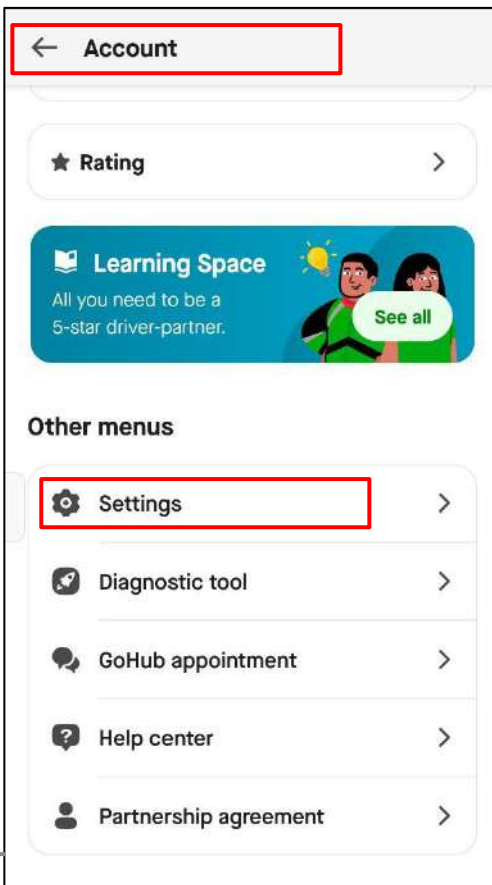 Account
Rating
Learning Space
All you need to be a
5-star driver-partner.
See all
Other menus
Settings
Diagnostic tool
GoHub appointment
Help center
Partnership agreement